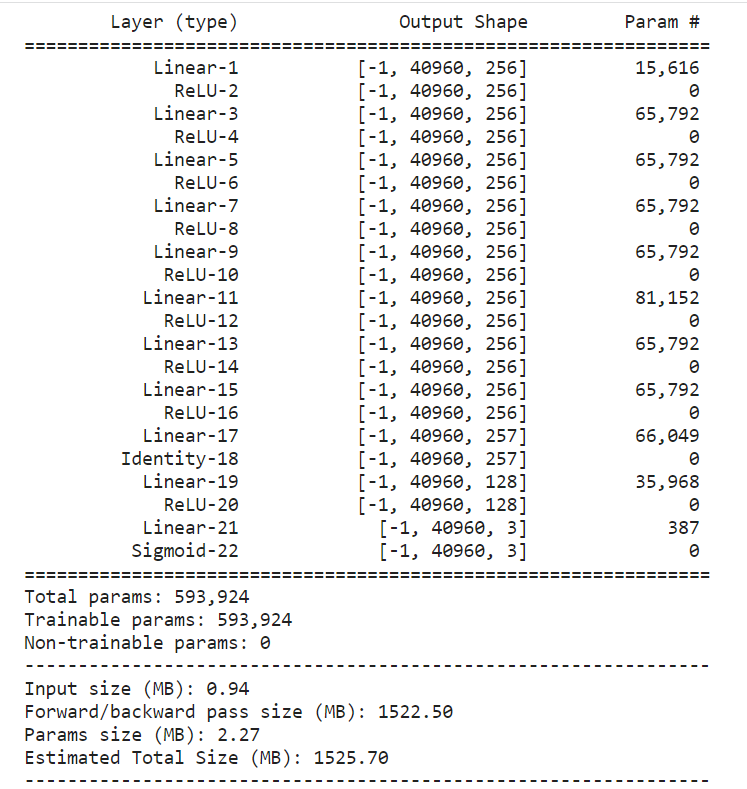 Layer (type) Output Shape Param #
================================================================
Linear-1 [-1, 40960, 256] 15,616
ReLU-2 [-1, 40960, 256] 0
Linear-3 [-1, 40960, 256] 65,792
ReLU-4 [-1, 40960, 256] 0
Linear-5 [-1, 40960, 256] 65,792
ReLU-6 [-1, 40960, 256] 0
Linear-7 [-1, 40960, 256] 65,792
ReLU-8 [-1, 40960, 256] 0
Linear-9 [-1, 40960, 256] 65,792
ReLU-10 [-1, 40960, 256] 0
Linear-11 [-1, 40960, 256] 81,152
ReLU-12 [-1, 40960, 256] 0
Linear-13 [-1, 40960, 256] 65,792
ReLU-14 [-1, 40960, 256] 0
Linear-15 [-1, 40960, 256] 65,792
ReLU-16 [-1, 40960, 256] 0
Linear-17 [-1, 40960, 257] 66,049
Identity-18 [-1, 40960, 257] 0
Linear-19 [-1, 40960, 128] 35,968
ReLU-20 [-1, 40960, 128] 0
Linear-21 [-1, 40960, 3] 387
Sigmoid-22 [-1, 40960, 3] 0
================================================================
Total params: 593,924
Trainable params: 593,924
Non-trainable params: 0
----------------------------------------------------------------
Input size (MB): 0.94
Forward/backward pass size (MB): 1522.50
Params size (MB): 2.27
Estimated Total Size (MB): 1525.70
----------------------------------------------------------------